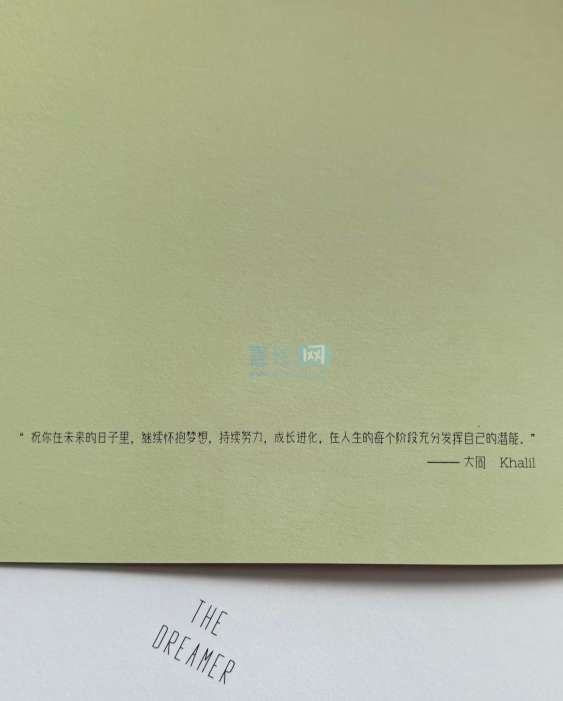 “祝你在未来的日子里，继续怀抱梦想，持续努力，成长进化，在人生的每个阶段充分发挥自己的潜能。”
—— 大同 Khalil
THE
DREAMER